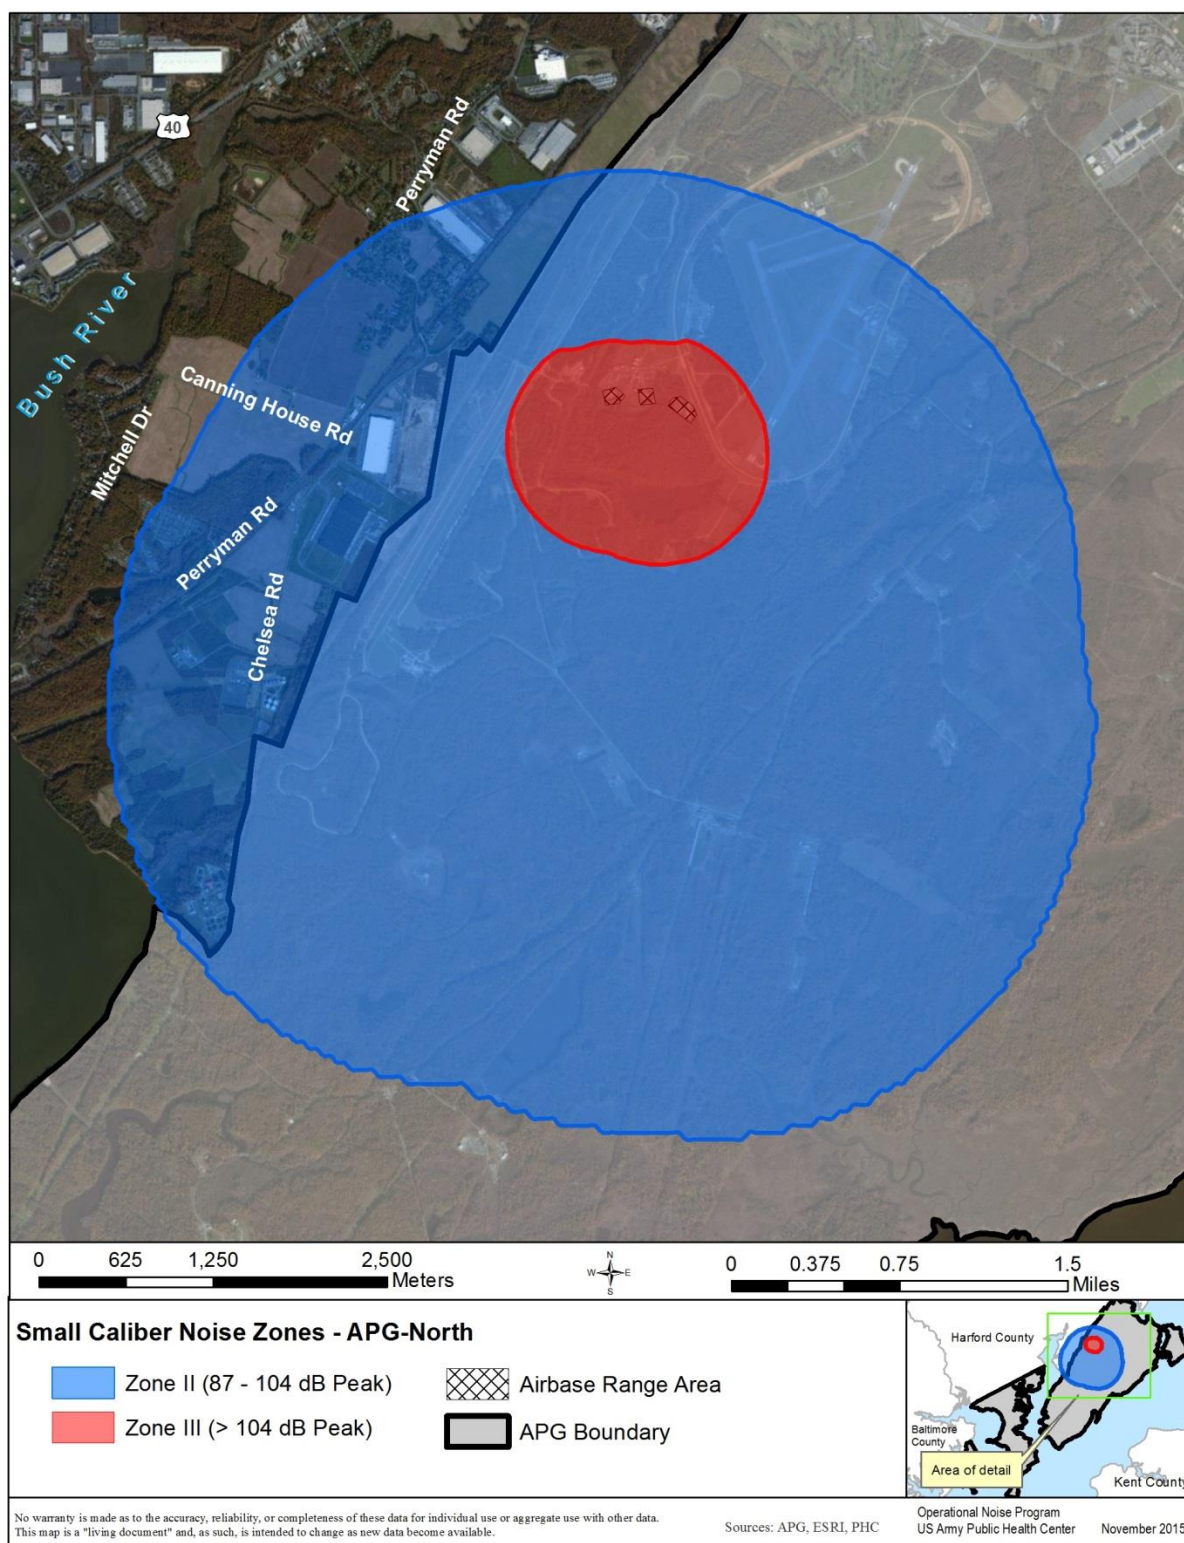 40
Perryman Rd
Bush River
Canning House Rd
Mitchell Dr
Perryman Rd
Chelsea Rd
0 625 1,250 2,500
Meters
N
W E
S
0 0.375 0.75 1.5
Miles
Small Caliber Noise Zones - APG-North
Zone II (87 - 104 dB Peak)
Zone III (> 104 dB Peak)
Airbase Range Area
APG Boundary
Harford County
Baltimore
County
Area of detail
Kent County
No warranty is made as to the accuracy, reliability, or completeness of these data for individual use or aggregate use with other data.
This map is a "living document" and, as such, is intended to change as new data become available.
Sources: APG, ESRI, PHC
Operational Noise Program
US Army Public Health Center November 2015